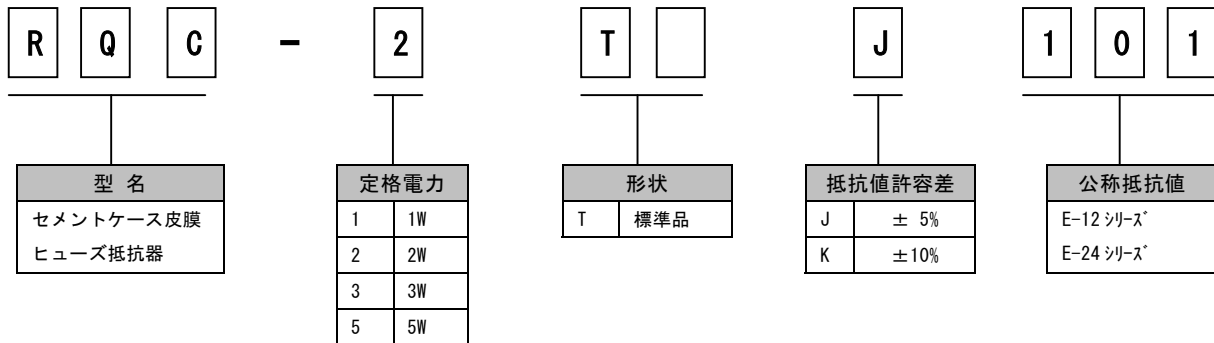 R Q C - 2 T J 1 0 1
型 名
セメントケース皮膜
ヒューズ抵抗器
定格電力
1 1W
2 2W
3 3W
5 5W
形状
T 標準品
抵抗値許容差
J ± 5%
K ±10%
公称抵抗値
E-12 ｼﾘｰｽﾞ
E-24 ｼﾘｰｽﾞ